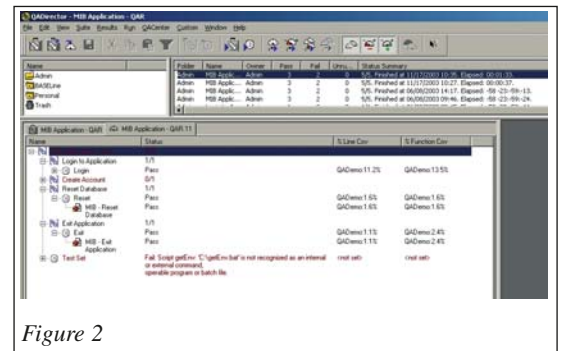 QADirector - MIB Application - QAR
File Edit View Suite Results Run QACenter Custom Window Help
Name
Admin
BASELine
Personal
Trash
Folder Name Owner Pass Fail Unru... Status Summary
Admin MIB Applic... Admin 3 2 0 5/5. Finished at 11/17/2003 10:35. Elapsed: 00:01:33.
Admin MIB Applic... Admin 3 2 0 5/5. Finished at 11/17/2003 10:25. Elapsed: 00:00:37.
Admin MIB Applic... Admin 3 2 0 5/5. Finished at 06/08/2003 14:17. Elapsed: -58 -23:-59:-13.
Admin MIB Applic... Admin 3 2 0 5/5. Finished at 06/08/2003 09:46. Elapsed: -58 -23:-59:-24.
MIB Application - QAR MIB Application - QAR.11
Name Status % Line Cov % Function Cov
Login to Application 1/1
Login Pass QADemo:11.2% QADemo:13.5%
Create Account 0/1
Reset Database 1/1
Reset Pass QADemo:1.6% QADemo:1.6%
MIB - Reset Database Pass QADemo:1.6% QADemo:1.6%
Exit Application 1/1
Exit Pass QADemo:1.1% QADemo:2.4%
MIB - Exit Application Pass QADemo:1.1% QADemo:2.4%
Test Set Fail: Script getEnv: 'C:\getEnv.bat' is not recognized as an internal <not set> <not set>
or external command,
operable program or batch file.
Figure 2